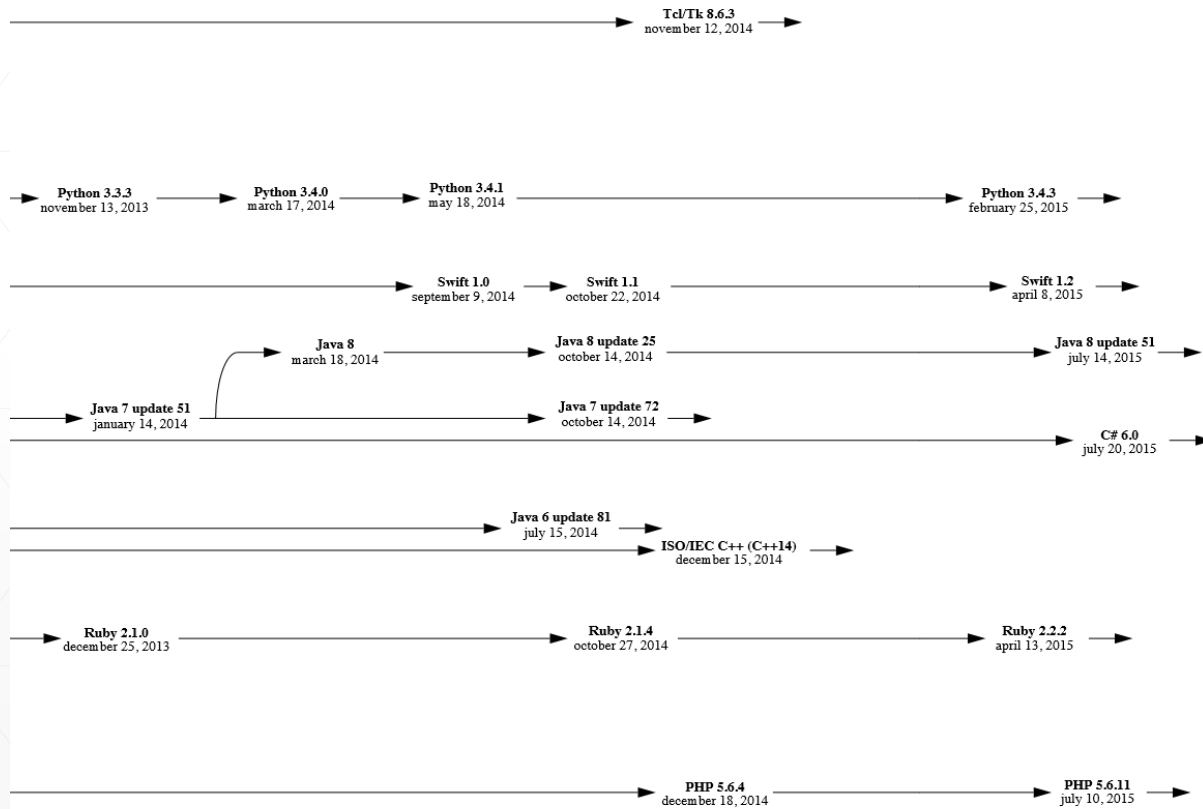 Tcl/Tk 8.6.3
november 12, 2014
Python 3.3.3
november 13, 2013
Python 3.4.0
march 17, 2014
Python 3.4.1
may 18, 2014
Python 3.4.3
february 25, 2015
Swift 1.0
september 9, 2014
Swift 1.1
october 22, 2014
Swift 1.2
april 8, 2015
Java 8
march 18, 2014
Java 8 update 25
october 14, 2014
Java 8 update 51
july 14, 2015
Java 7 update 51
january 14, 2014
Java 7 update 72
october 14, 2014
C# 6.0
july 20, 2015
Java 6 update 81
july 15, 2014
ISO/IEC C++ (C++14)
december 15, 2014
Ruby 2.1.0
december 25, 2013
Ruby 2.1.4
october 27, 2014
Ruby 2.2.2
april 13, 2015
PHP 5.6.4
december 18, 2014
PHP 5.6.11
july 10, 2015